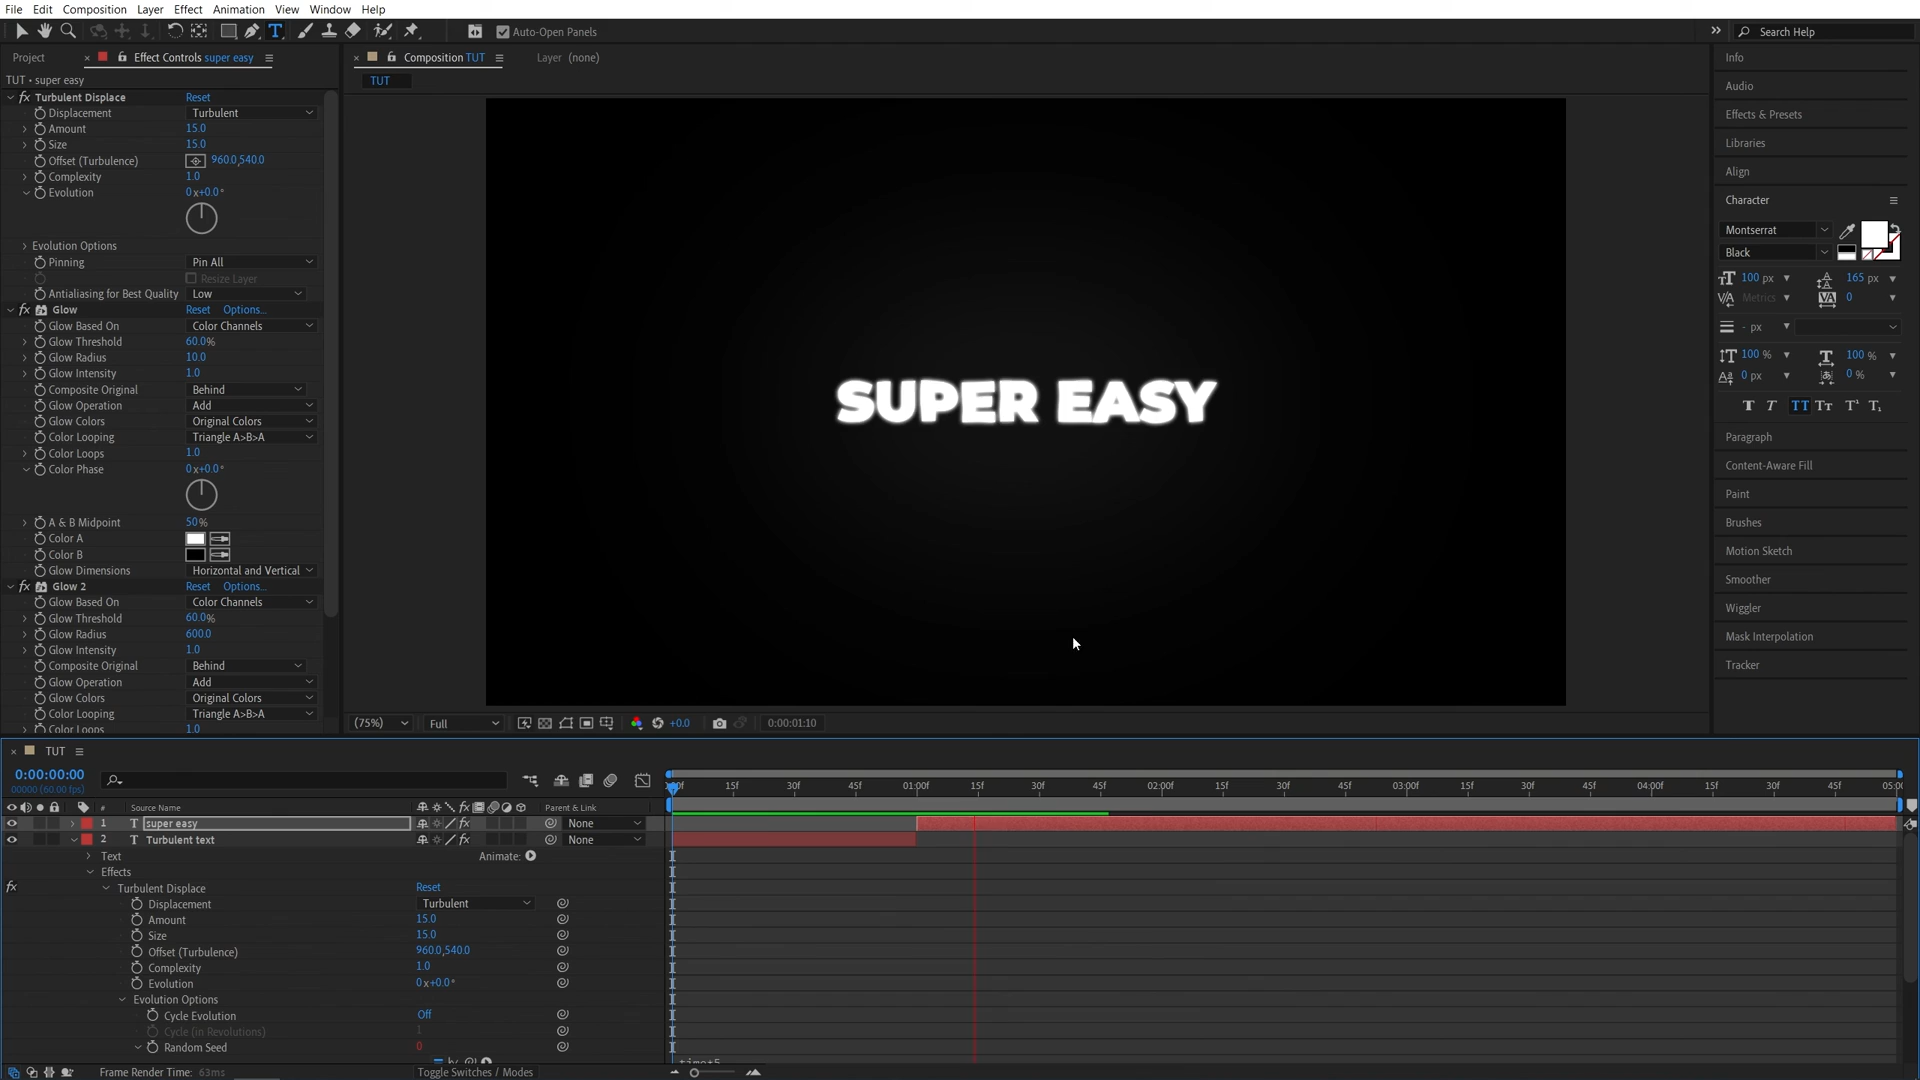 File Edit Composition Layer Effect Animation View Window Help
Auto-Open Panels
Search Help
Project
Effect Controls super easy
TUT • super easy
Turbulent Displace Reset
Displacement Turbulent
Amount 15.0
Size 15.0
Offset (Turbulence) 960.0,540.0
Complexity 1.0
Evolution 0x+0.0°
Evolution Options
Pinning Pin All
Resize Layer
Antialiasing for Best Quality Low
Glow Reset Options...
Glow Based On Color Channels
Glow Threshold 60.0%
Glow Radius 10.0
Glow Intensity 1.0
Composite Original Behind
Glow Operation Add
Glow Colors Original Colors
Color Looping Triangle A>B>A
Color Loops 1.0
Color Phase 0x+0.0°
A & B Midpoint 50%
Color A
Color B
Glow Dimensions Horizontal and Vertical
Glow 2 Reset Options...
Glow Based On Color Channels
Glow Threshold 60.0%
Glow Radius 600.0
Glow Intensity 1.0
Composite Original Behind
Glow Operation Add
Glow Colors Original Colors
Color Looping Triangle A>B>A
Color Loops 1.0
Composition TUT
Layer (none)
TUT
SUPER EASY
(75%) Full +0.0 0:00:01:10
Info
Audio
Effects & Presets
Libraries
Align
Character
Montserrat
Black
100 px 165 px
Metrics 0
- px
100 % 100 %
0 px 0 %
T T TT Tt T¹ T₁
Paragraph
Content-Aware Fill
Paint
Brushes
Motion Sketch
Smoother
Wiggler
Mask Interpolation
Tracker
TUT
0:00:00:00
00000 (60.00 fps)
15f 30f 45f 01:00f 15f 30f 45f 02:00f 15f 30f 45f 03:00f 15f 30f 45f 04:00f 15f 30f 45f 05:00
# Source Name Parent & Link
1 T super easy None
2 T Turbulent text None
Text Animate:
Effects
fx Turbulent Displace Reset
Displacement Turbulent
Amount 15.0
Size 15.0
Offset (Turbulence) 960.0,540.0
Complexity 1.0
Evolution 0x+0.0°
Evolution Options
Cycle Evolution Off
Cycle (in Revolutions) 1
Random Seed 0
Frame Render Time: 63ms
Toggle Switches / Modes